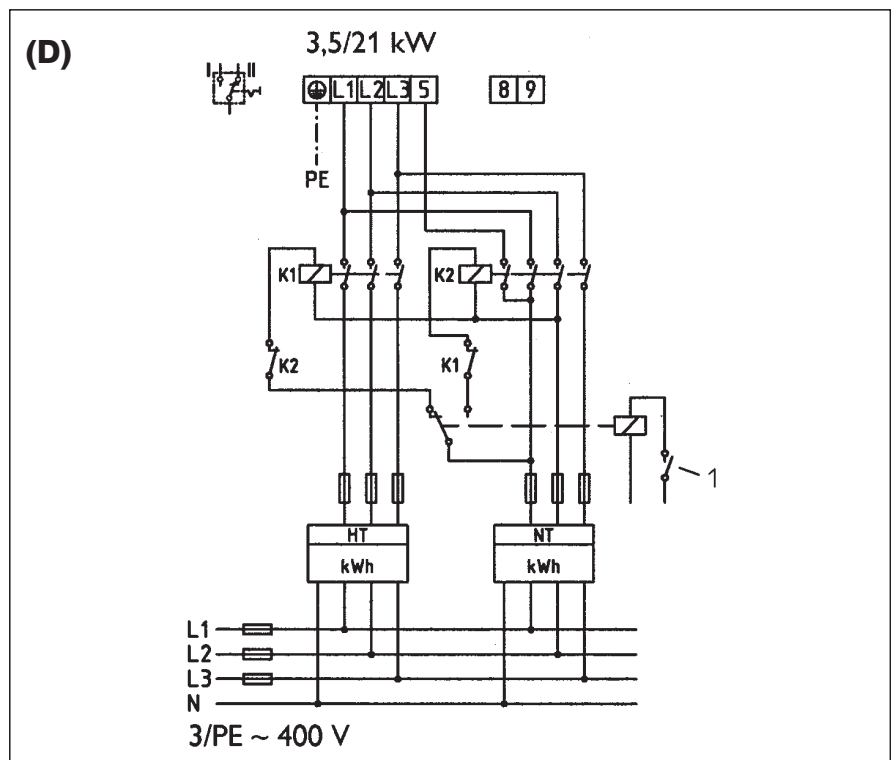 (D)
3,5/21 kW
I II
L1 L2 L3 5 8 9
PE
K1 K2
K2 K1
1
HT NT
kWh kWh
L1
L2
L3
N
3/PE ~ 400 V